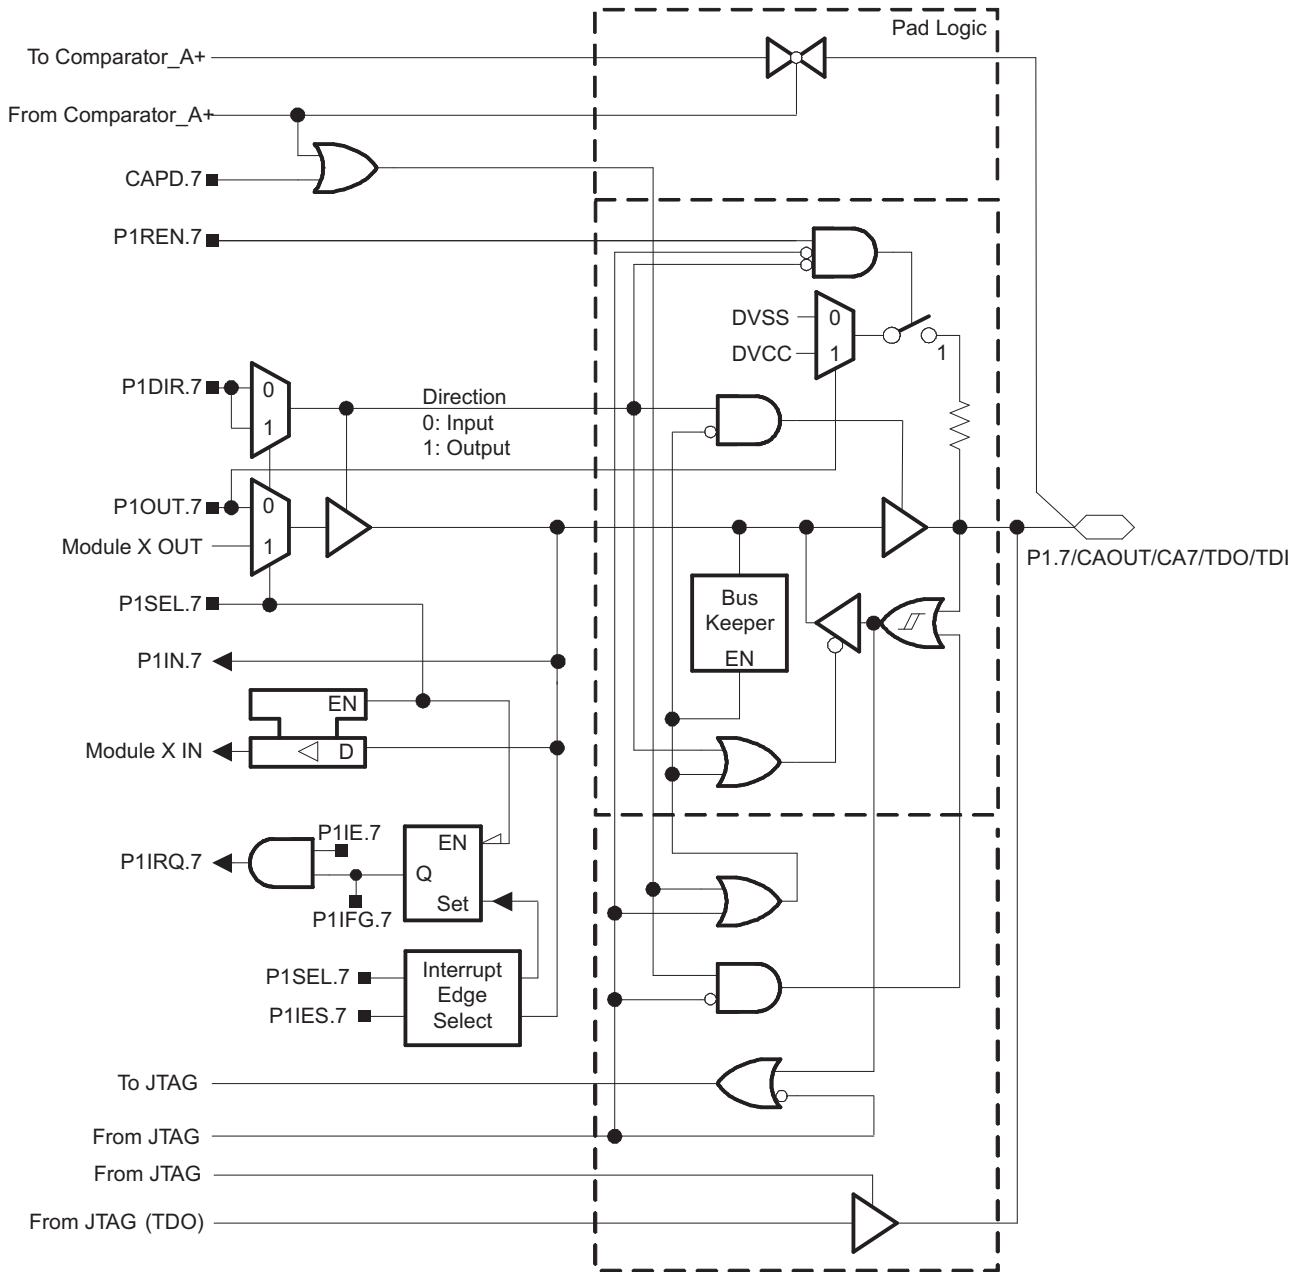 Pad Logic
To Comparator_A+
From Comparator_A+
CAPD.7
P1REN.7
DVSS
0
DVCC
1
1
P1DIR.7
0
1
Direction
0: Input
1: Output
P1OUT.7
0
Module X OUT
1
P1.7/CAOUT/CA7/TDO/TDI
P1SEL.7
Bus
Keeper
EN
P1IN.7
EN
Module X IN
D
P1IE.7
P1IRQ.7
EN
Q
Set
P1IFG.7
P1SEL.7
P1IES.7
Interrupt
Edge
Select
To JTAG
From JTAG
From JTAG
From JTAG (TDO)